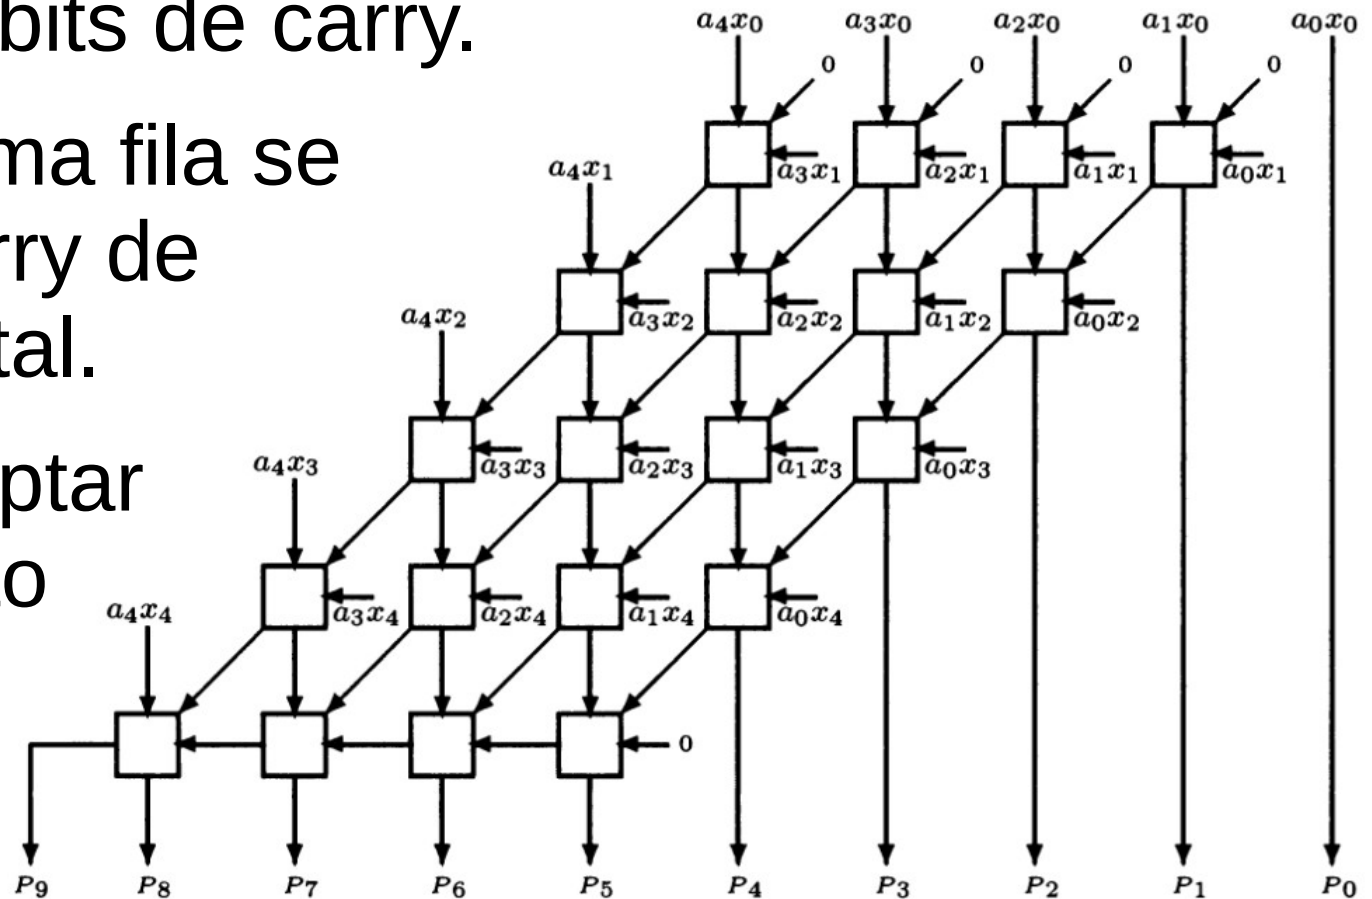 bits de carry.
ma fila se
rry de
tal.
ptar
o
a4x0 a3x0 a2x0 a1x0 a0x0
0 0 0 0
a4x1 a3x1 a2x1 a1x1 a0x1
a4x2 a3x2 a2x2 a1x2 a0x2
a4x3 a3x3 a2x3 a1x3 a0x3
a4x4 a3x4 a2x4 a1x4 a0x4
0
P9 P8 P7 P6 P5 P4 P3 P2 P1 P0